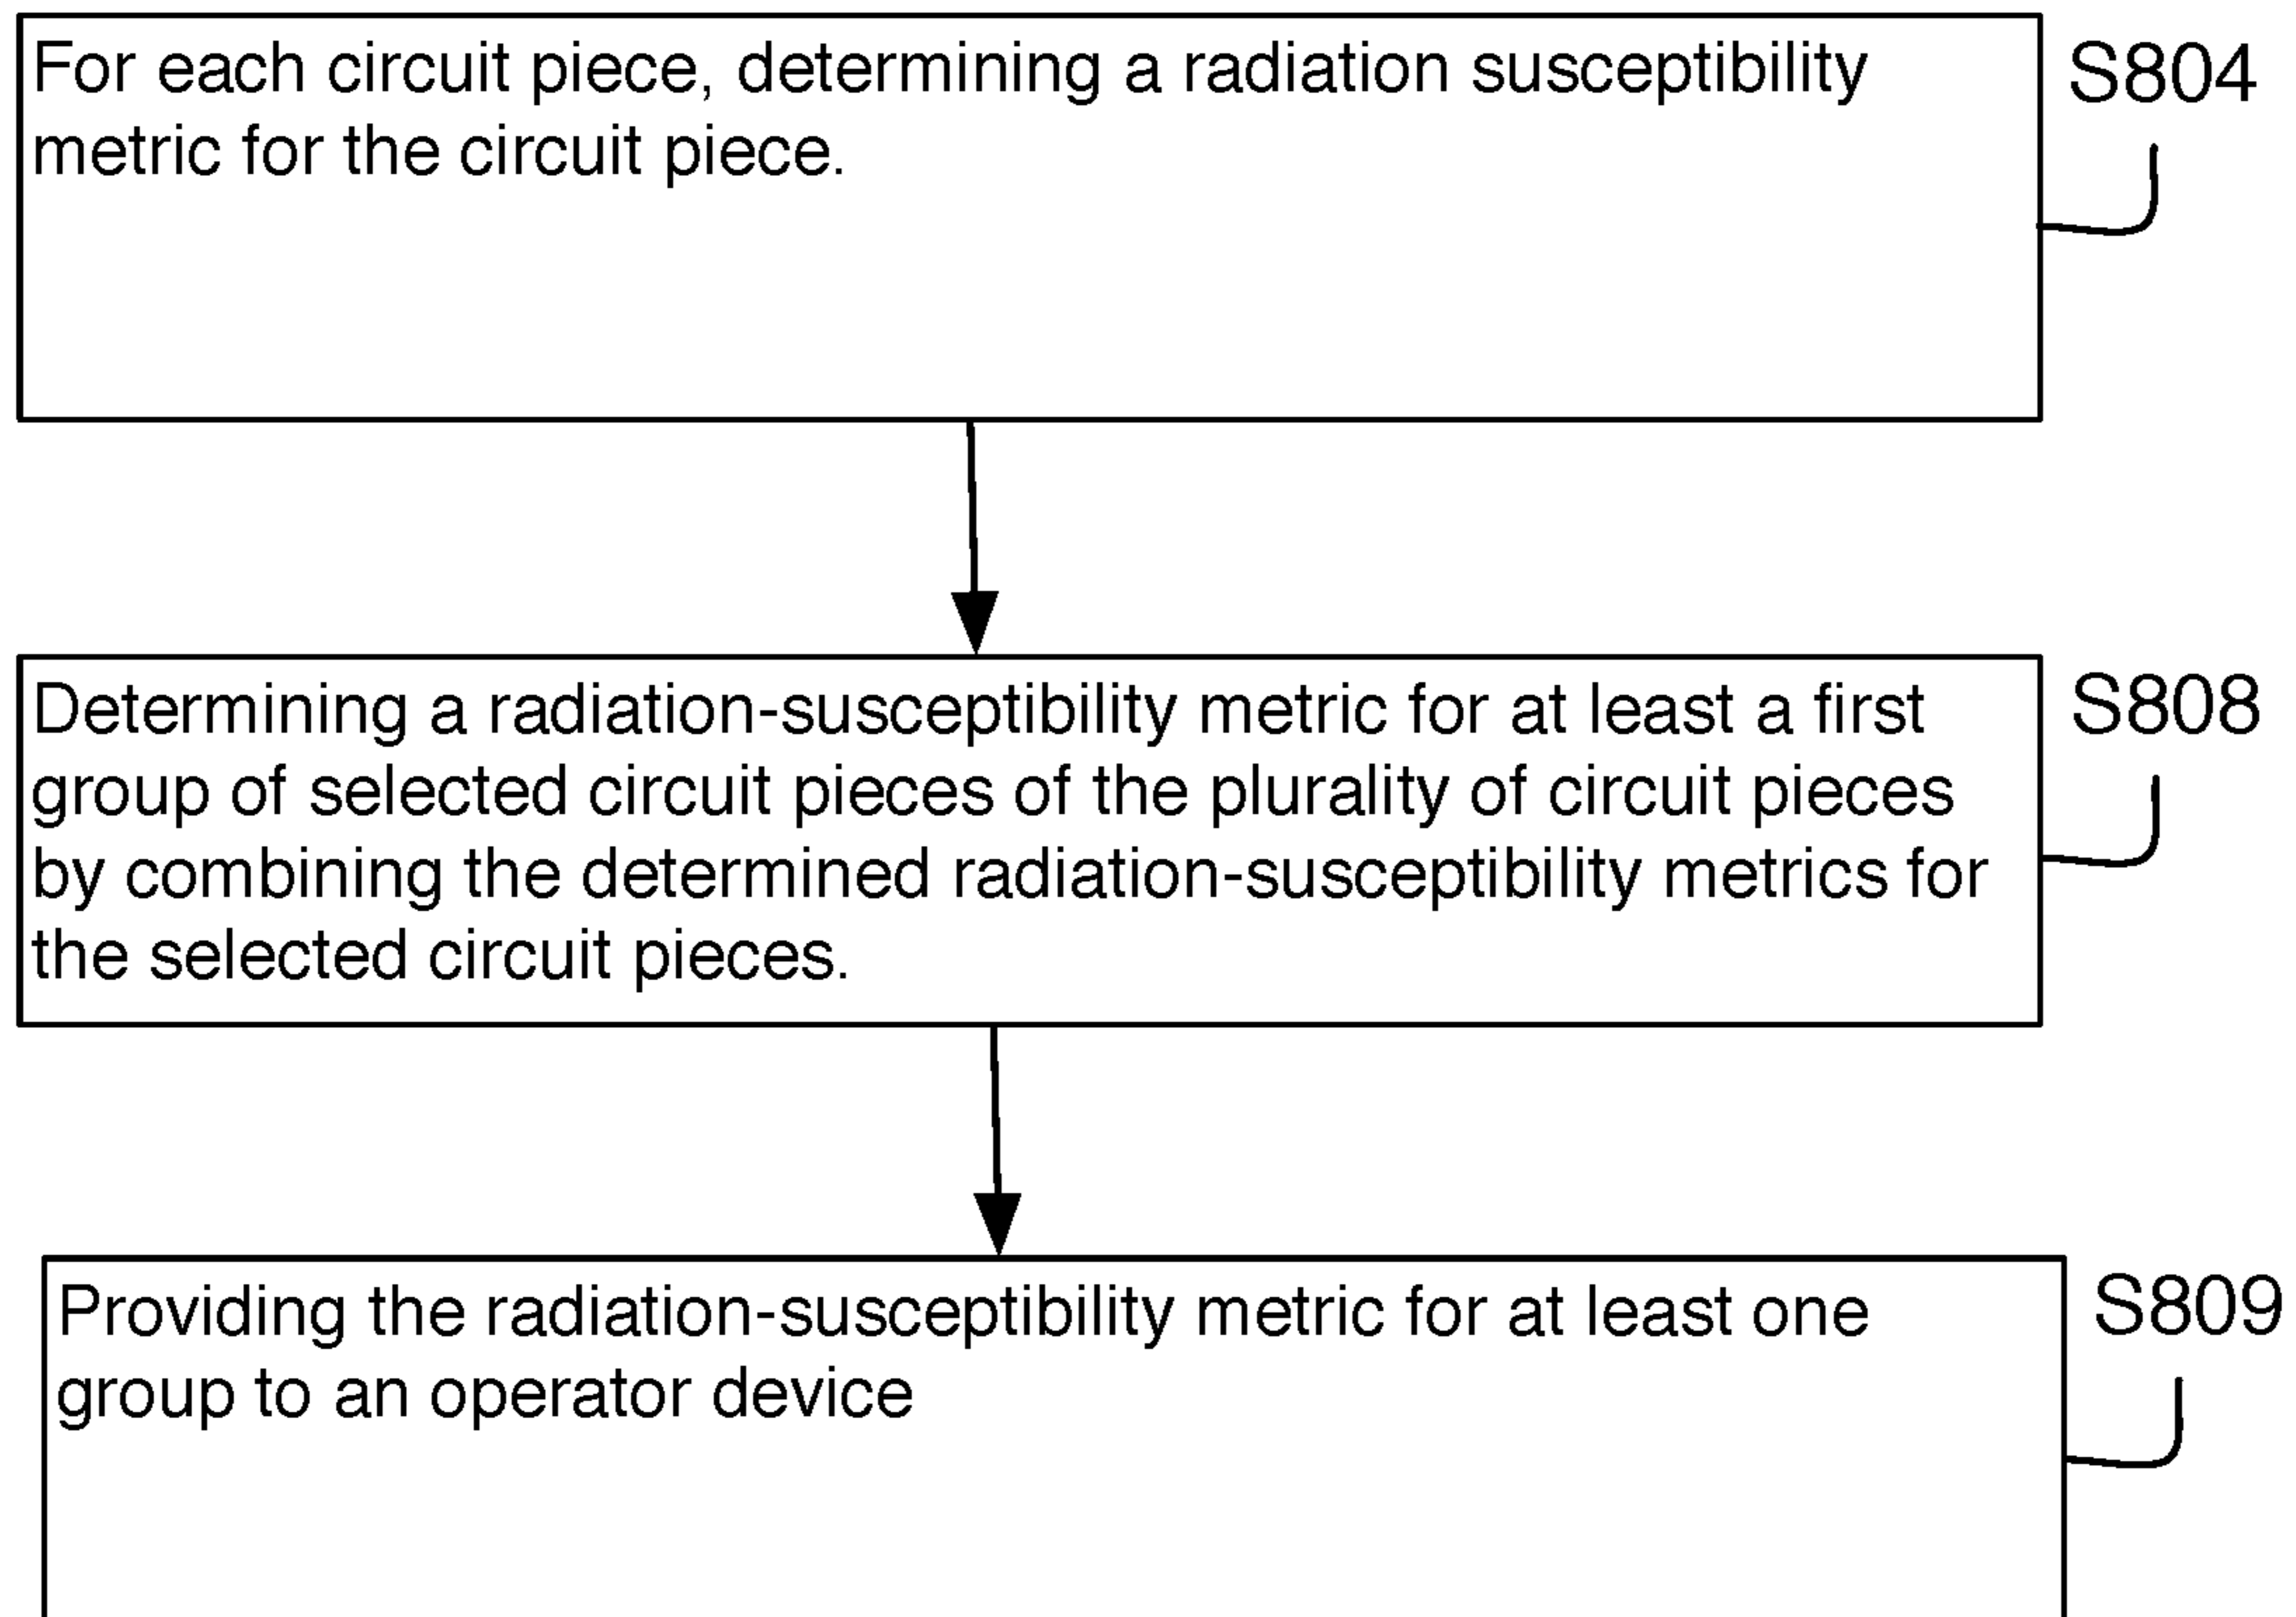 For each circuit piece, determining a radiation susceptibility
metric for the circuit piece.
S804
Determining a radiation-susceptibility metric for at least a first
group of selected circuit pieces of the plurality of circuit pieces
by combining the determined radiation-susceptibility metrics for
the selected circuit pieces.
S808
Providing the radiation-susceptibility metric for at least one
group to an operator device
S809